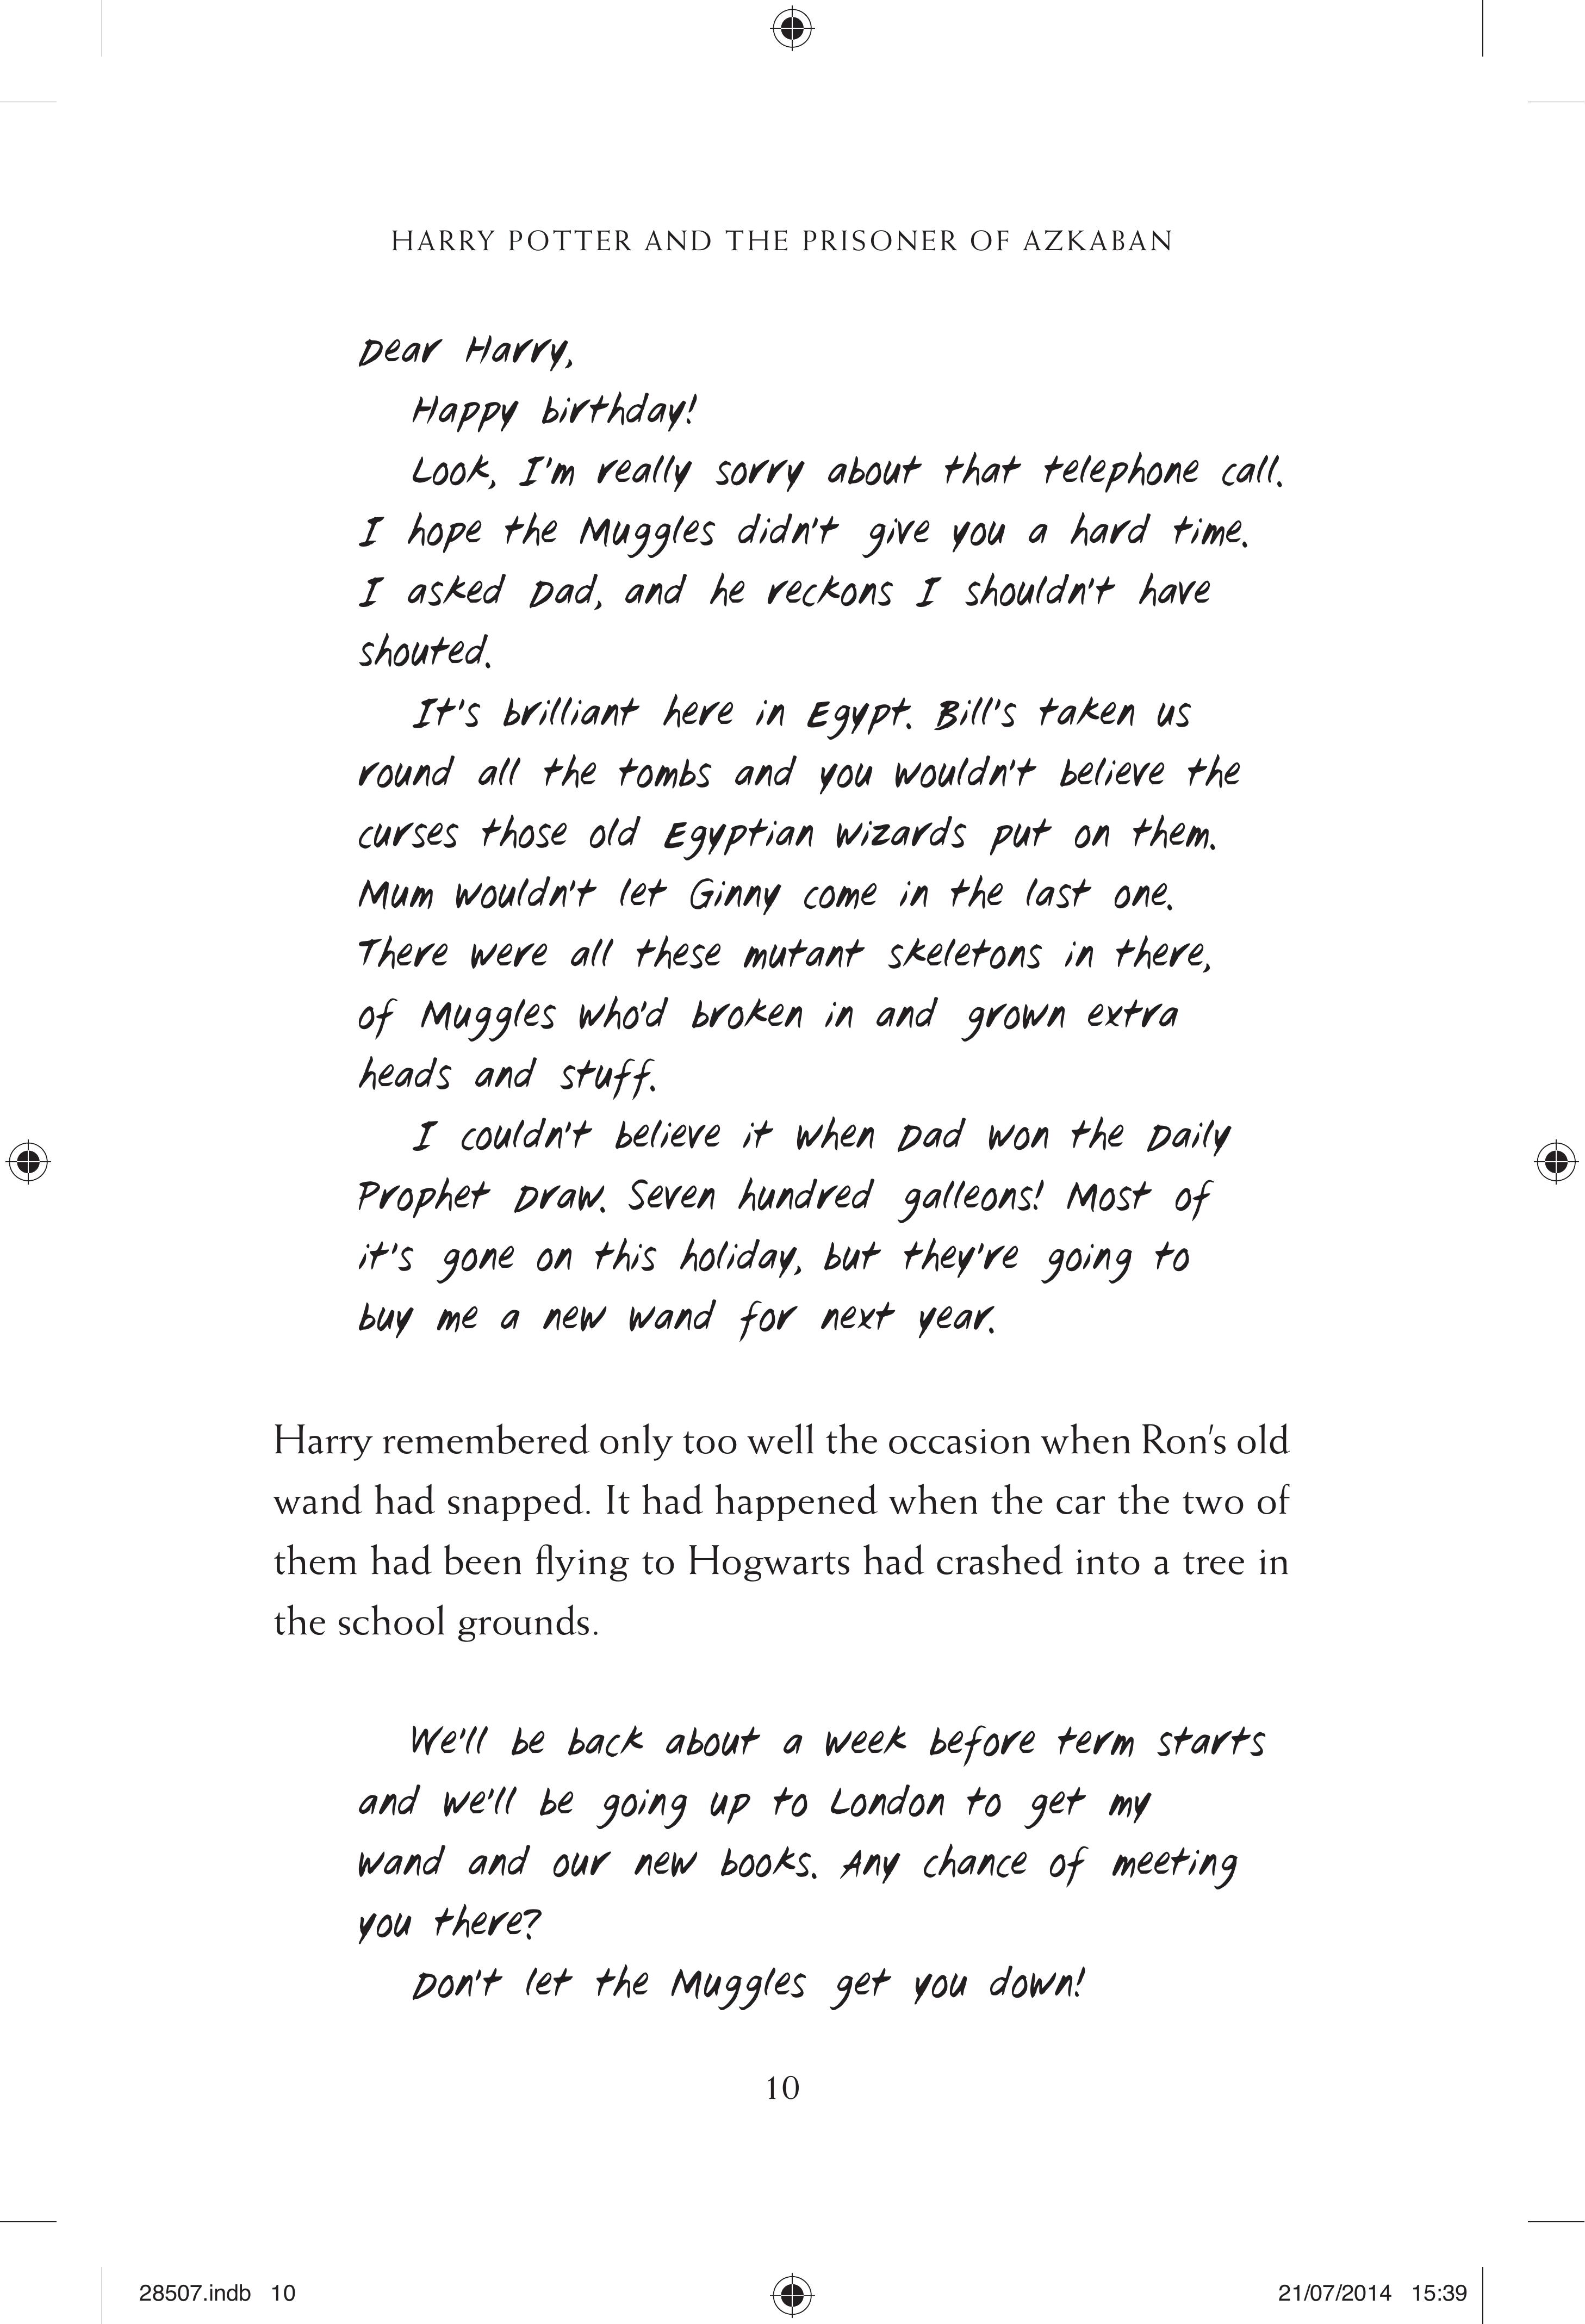 HARRY POTTER AND THE PRISONER OF AZKABAN
Dear Harry,
Happy birthday!
Look, I'm really sorry about that telephone call.
I hope the Muggles didn't give you a hard time.
I asked Dad, and he reckons I shouldn't have
shouted.
It's brilliant here in Egypt. Bill's taken us
round all the tombs and you wouldn't believe the
curses those old Egyptian wizards put on them.
Mum wouldn't let Ginny come in the last one.
There were all these mutant skeletons in there,
of Muggles who'd broken in and grown extra
heads and stuff.
I couldn't believe it when Dad won the Daily
Prophet Draw. Seven hundred galleons! Most of
it's gone on this holiday, but they're going to
buy me a new wand for next year.
Harry remembered only too well the occasion when Ron's old
wand had snapped. It had happened when the car the two of
them had been flying to Hogwarts had crashed into a tree in
the school grounds.
We'll be back about a week before term starts
and we'll be going up to London to get my
wand and our new books. Any chance of meeting
you there?
Don't let the Muggles get you down!
10
28507.indb 10
21/07/2014 15:39